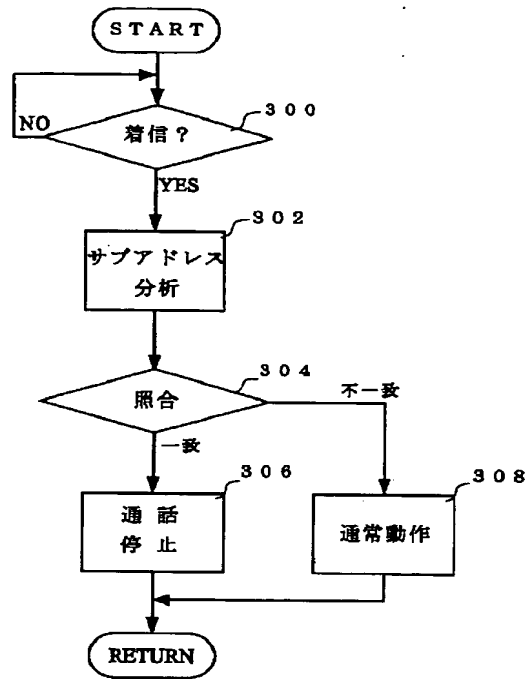 START
300
着信?
NO
YES
302
サブアドレス
分析
304
照合
不一致
一致
306
308
通話
停止
通常動作
RETURN